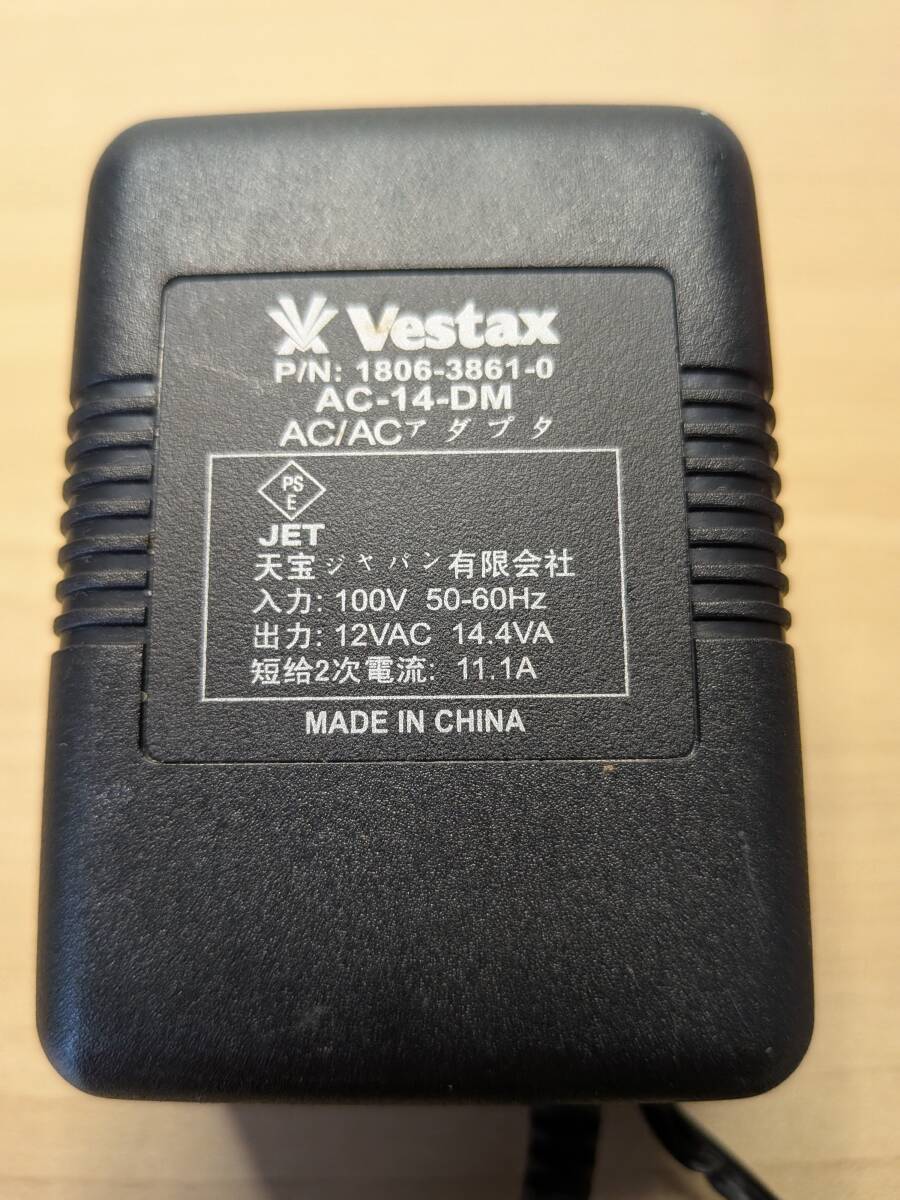 Vestax
P/N: 1806-3861-0
AC-14-DM
AC/ACアダプタ
PS
E
JET
天宝ジャパン有限会社
入力: 100V 50-60Hz
出力: 12VAC 14.4VA
短给2次電流: 11.1A
MADE IN CHINA